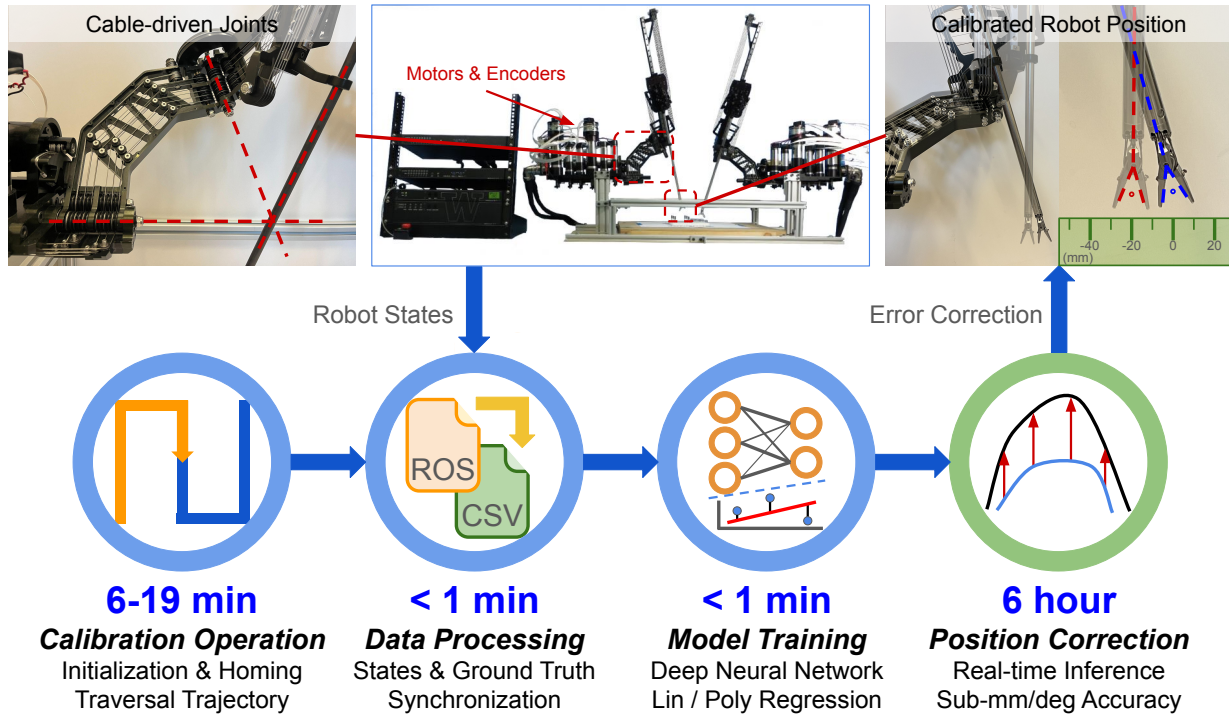 Cable-driven Joints
Motors & Encoders
W
Calibrated Robot Position
-40 -20 0 20
(mm)
Robot States
Error Correction
ROS
CSV
6-19 min
Calibration Operation
Initialization & Homing
Traversal Trajectory
< 1 min
Data Processing
States & Ground Truth
Synchronization
< 1 min
Model Training
Deep Neural Network
Lin / Poly Regression
6 hour
Position Correction
Real-time Inference
Sub-mm/deg Accuracy